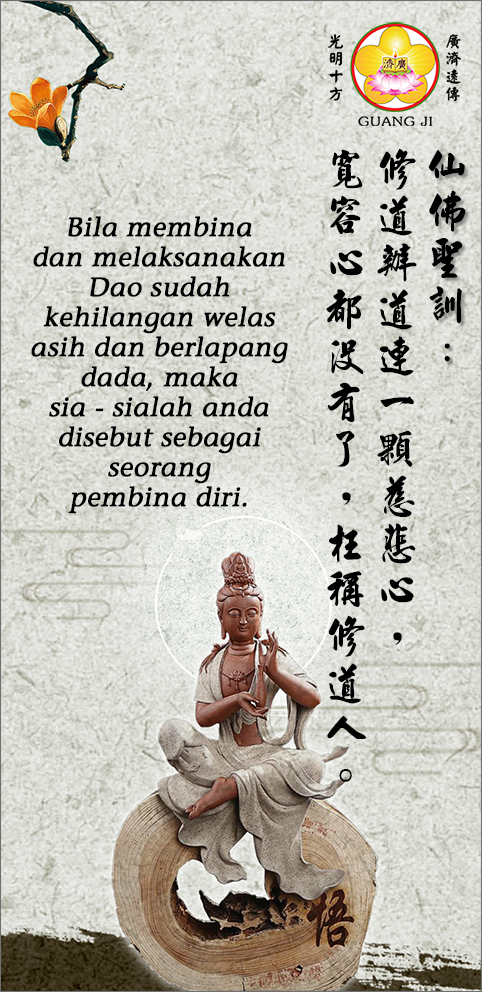 光明十方
濟廣
廣濟遠傳
GUANG JI
仙佛聖訓：
修道辦道連一顆慈悲心，
寬容心都沒有了，枉稱修道人。
Bila membina
dan melaksanakan
Dao sudah
kehilangan welas
asih dan berlapang
dada, maka
sia - sialah anda
disebut sebagai
seorang
pembina diri.
悟